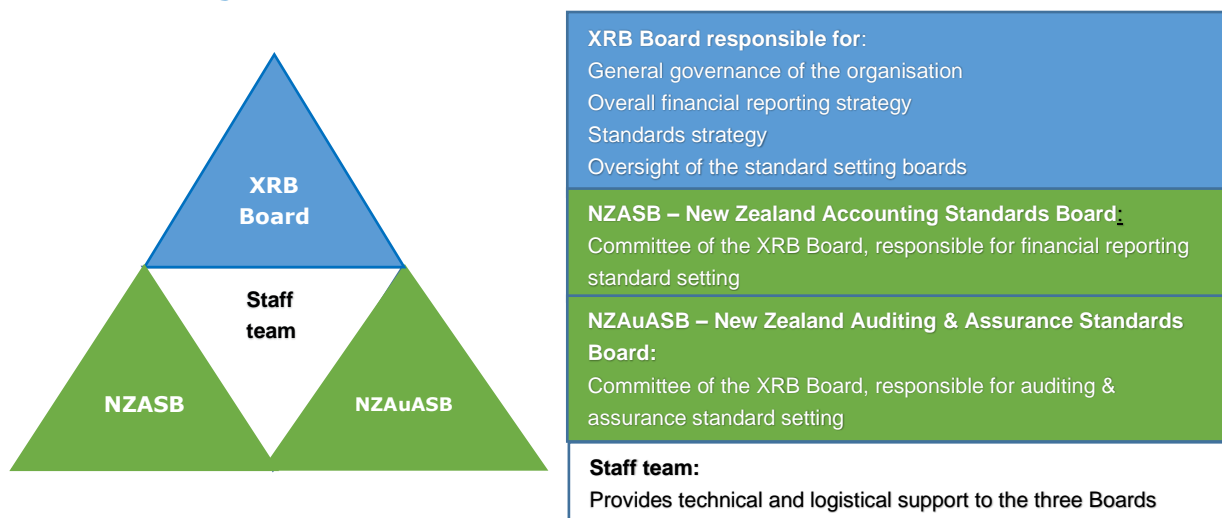 XRB
Board
Staff
team
NZASB
NZAuASB
XRB Board responsible for:
General governance of the organisation
Overall financial reporting strategy
Standards strategy
Oversight of the standard setting boards
NZASB – New Zealand Accounting Standards Board:
Committee of the XRB Board, responsible for financial reporting
standard setting
NZAuASB – New Zealand Auditing & Assurance Standards
Board:
Committee of the XRB Board, responsible for auditing &
assurance standard setting
Staff team:
Provides technical and logistical support to the three Boards